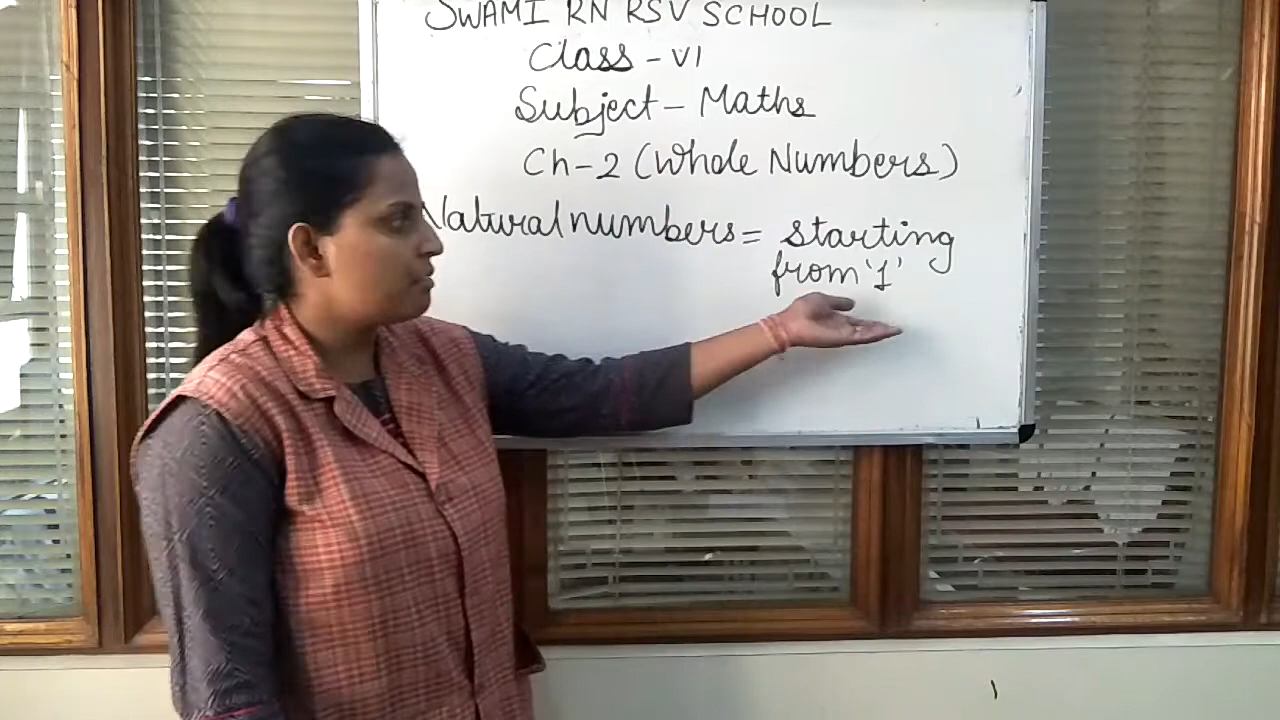 SWAMI RN RSV SCHOOL
Class - VI
Subject - Maths
Ch-2 (Whole Numbers)
Natural numbers = starting
from '1'